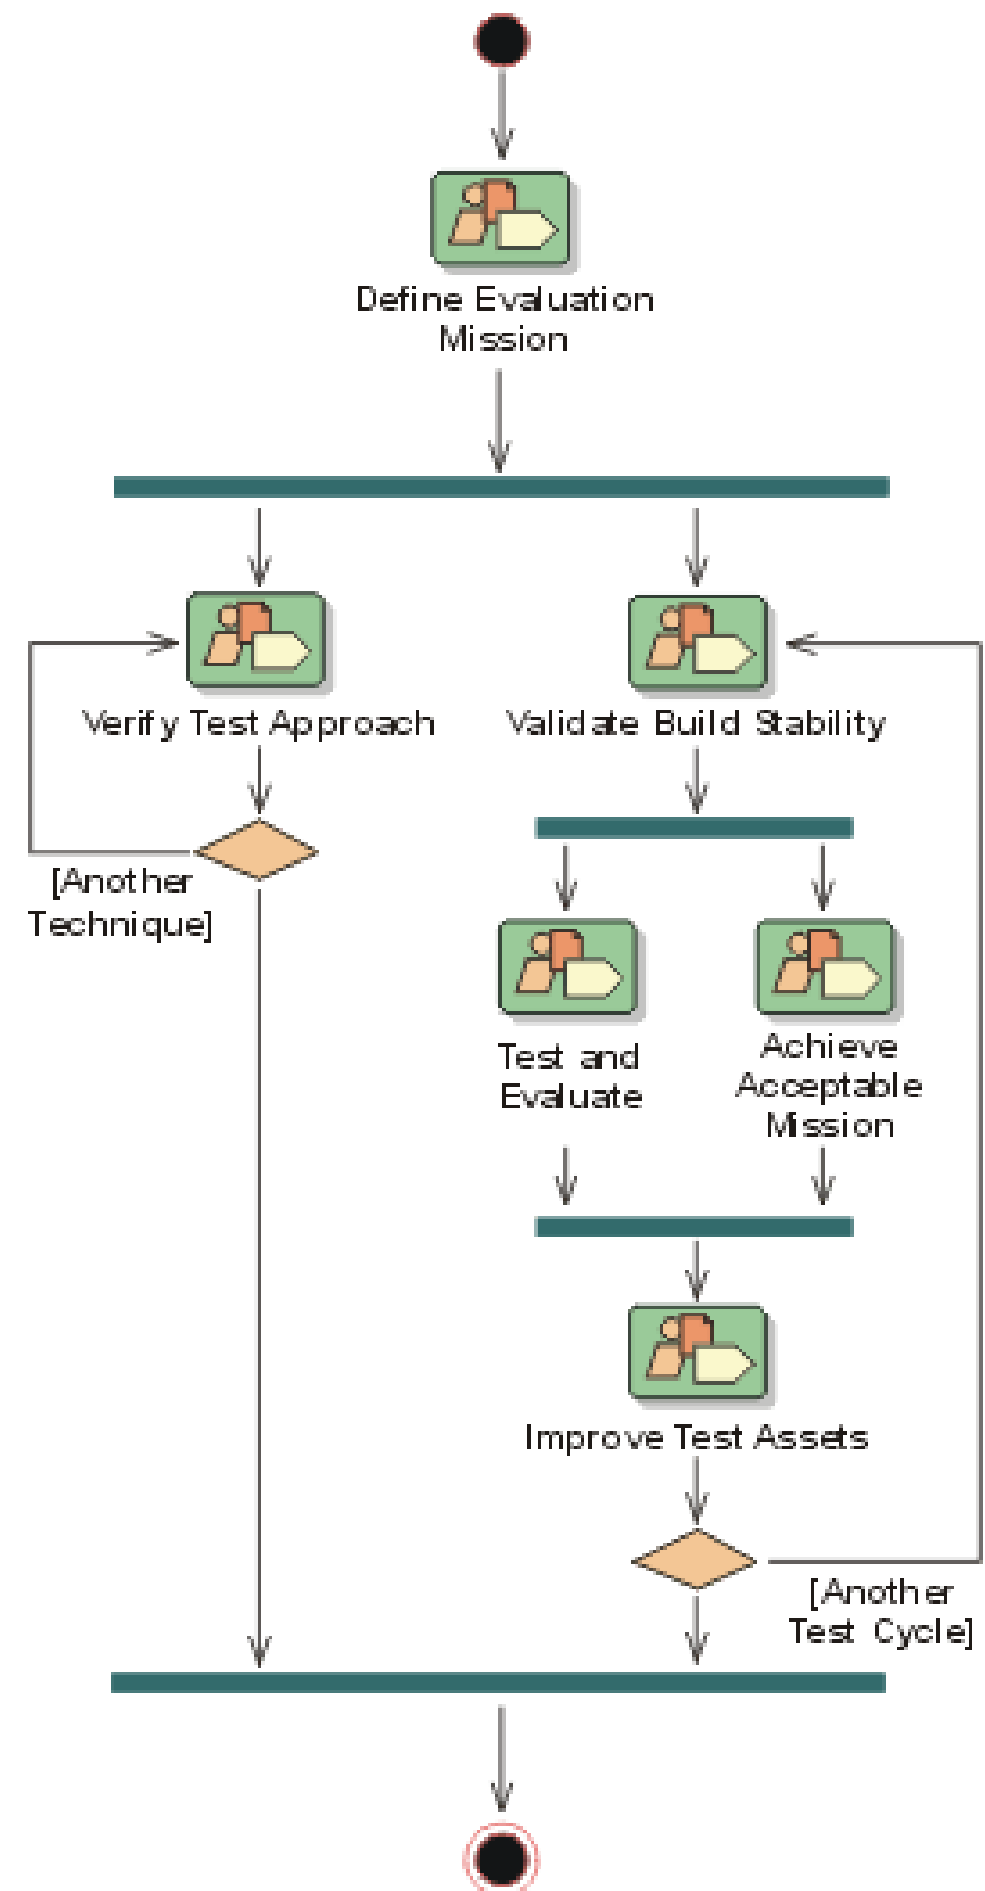 Define Evaluation
Mission
Verify Test Approach
Validate Build Stability
[Another
Technique]
Test and
Evaluate
Achieve
Acceptable
Mission
Improve Test Assets
[Another
Test Cycle]